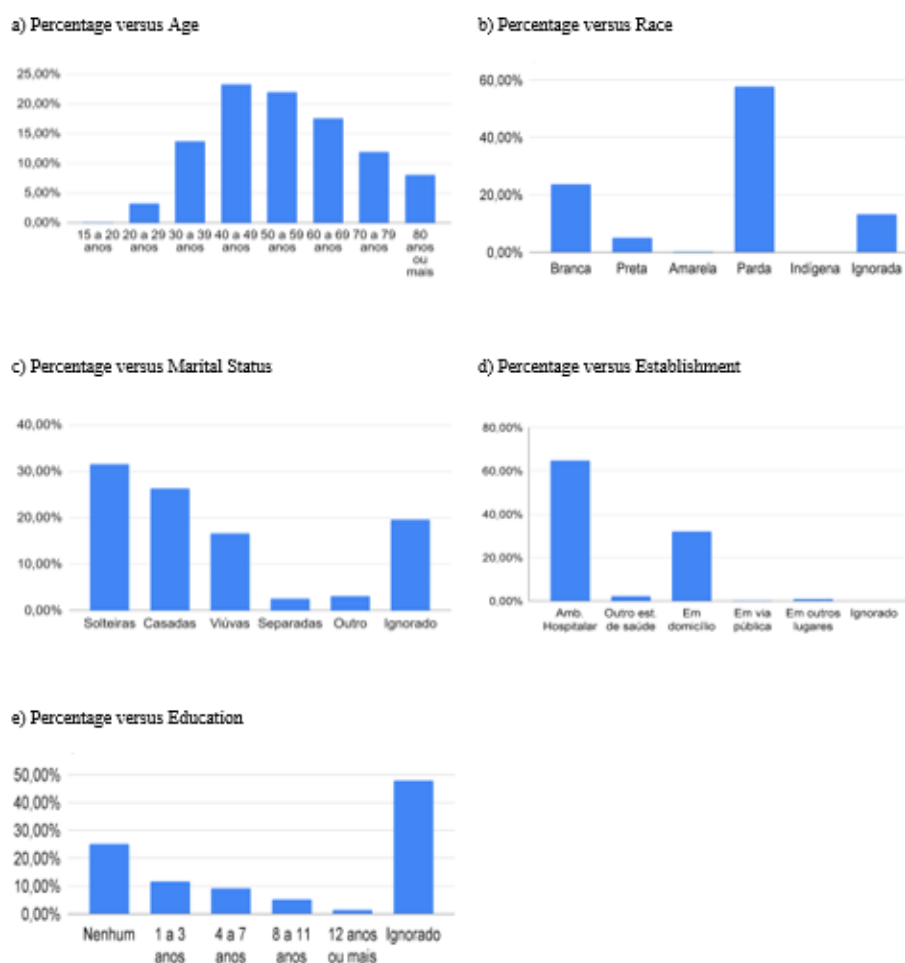 a) Percentage versus Age
25,00%
20,00%
15,00%
10,00%
5,00%
0,00%
15 a 20 20 a 29 30 a 39 40 a 49 50 a 59 60 a 69 70 a 79 80
anos anos anos anos anos anos anos anos
ou
mais
b) Percentage versus Race
60,00%
40,00%
20,00%
0,00%
Branca Preta Amarela Parda Indígena Ignorada
c) Percentage versus Marital Status
40,00%
30,00%
20,00%
10,00%
0,00%
Solteiras Casadas Viúvas Separadas Outro Ignorado
d) Percentage versus Establishment
80,00%
60,00%
40,00%
20,00%
0,00%
Amb. Outro est. Em Em via Em outros Ignorado
Hospitalar de saúde domicílio pública lugares
e) Percentage versus Education
50,00%
40,00%
30,00%
20,00%
10,00%
0,00%
Nenhum 1 a 3 4 a 7 8 a 11 12 anos Ignorado
anos anos anos ou mais